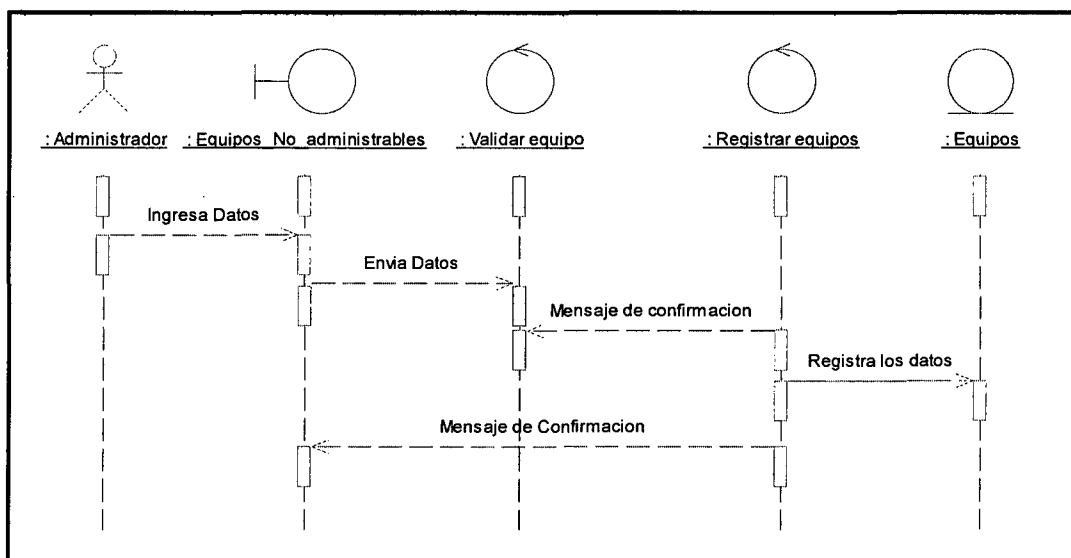 : Administrador
: Equipos_No_administrables
: Validar equipo
: Registrar equipos
: Equipos
Ingresa Datos
Envia Datos
Mensaje de confirmacion
Registra los datos
Mensaje de Confirmacion